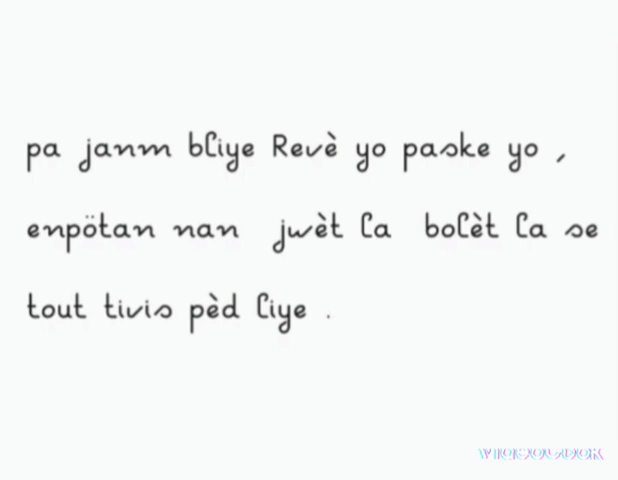 pa janm bliye Revè yo paske yo ,
enpötan nan jwèt la bolèt la se
tout tivis pèd liye .